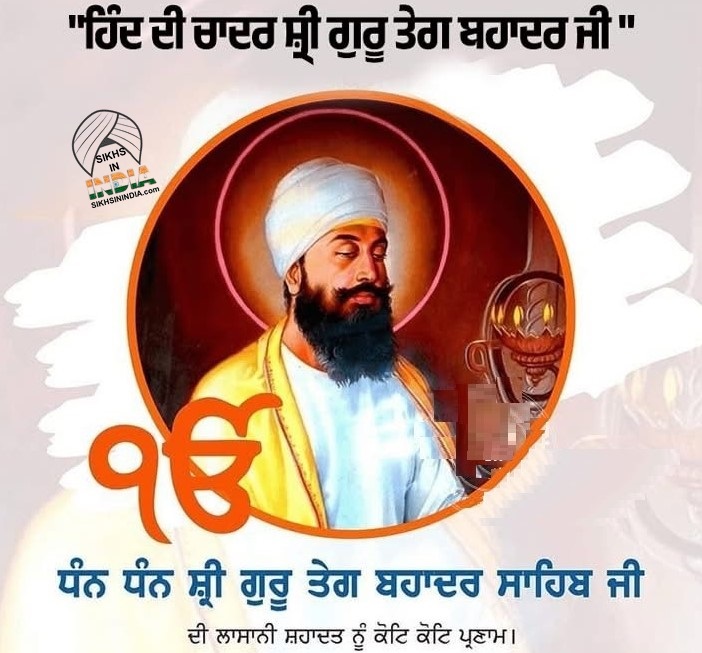 "ਹਿੰਦ ਦੀ ਚਾਦਰ ਸ਼੍ਰੀ ਗੁਰੂ ਤੇਗ ਬਹਾਦਰ ਜੀ "
SIKHS
IN
INDIA
SIKHSININDIA.com
ੴ
ਧੰਨ ਧੰਨ ਸ਼੍ਰੀ ਗੁਰੂ ਤੇਗ ਬਹਾਦਰ ਸਾਹਿਬ ਜੀ
ਦੀ ਲਾਸਾਨੀ ਸ਼ਹਾਦਤ ਨੂੰ ਕੋਟਿ ਕੋਟਿ ਪ੍ਰਣਾਮ।